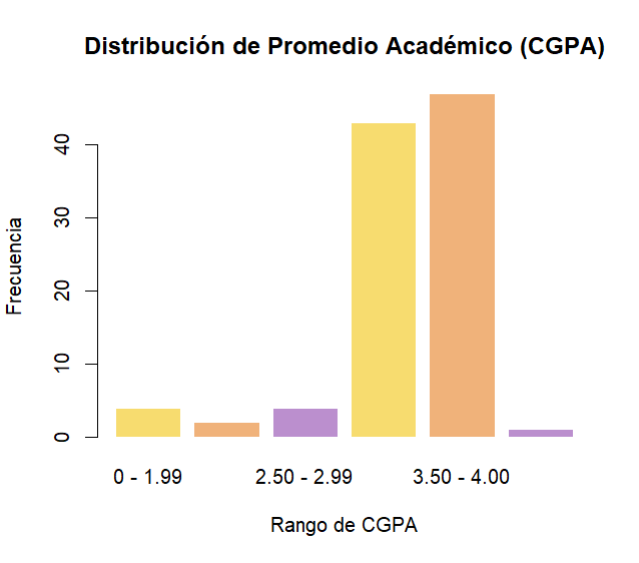 Distribución de Promedio Académico (CGPA)
40
30
20
10
0
Frecuencia
0 - 1.99
2.50 - 2.99
3.50 - 4.00
Rango de CGPA